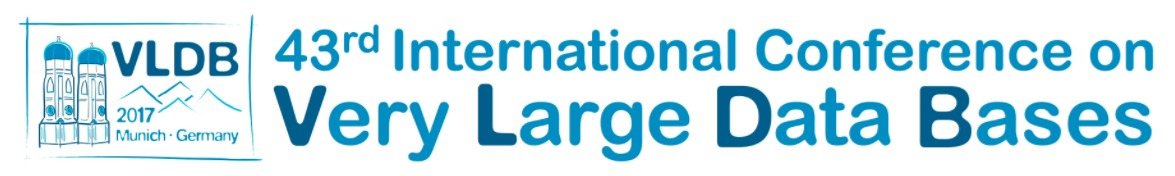 VLDB
2017
Munich · Germany
43rd International Conference on
Very Large Data Bases